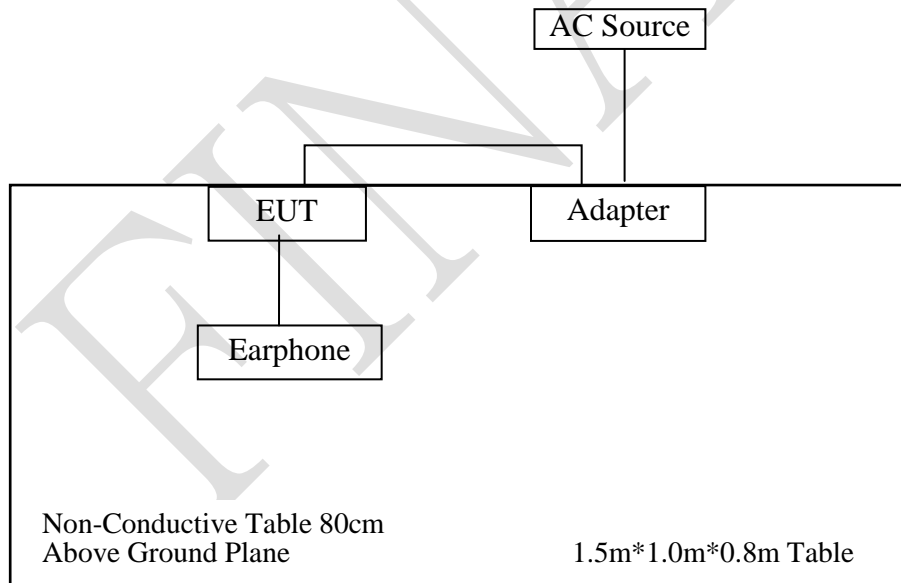 AC Source
EUT
Adapter
Earphone
Non-Conductive Table 80cm
Above Ground Plane
1.5m*1.0m*0.8m Table